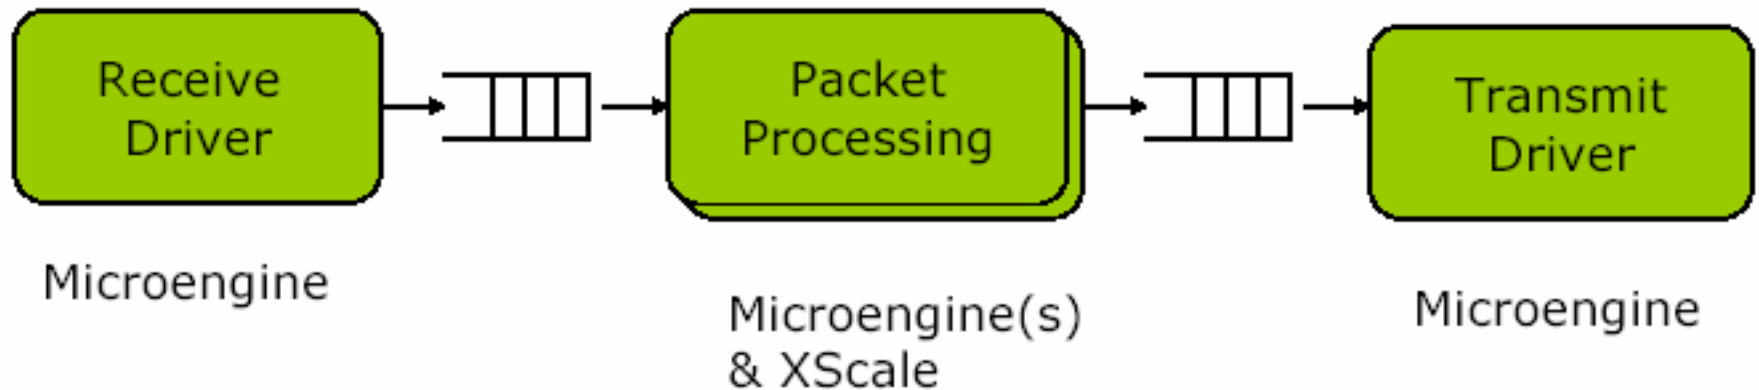 Receive
Driver
Packet
Processing
Transmit
Driver
Microengine
Microengine(s)
& XScale
Microengine